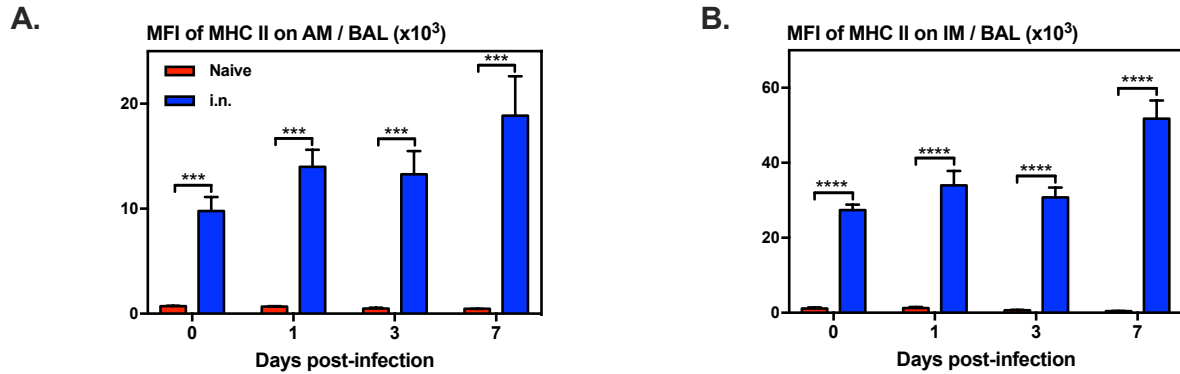 A.
MFI of MHC II on AM / BAL (x10³)
Naive
i.n.
***
***
***
***
20
10
0
0 1 3 7
Days post-infection
B.
MFI of MHC II on IM / BAL (x10³)
****
****
****
****
60
40
20
0
0 1 3 7
Days post-infection